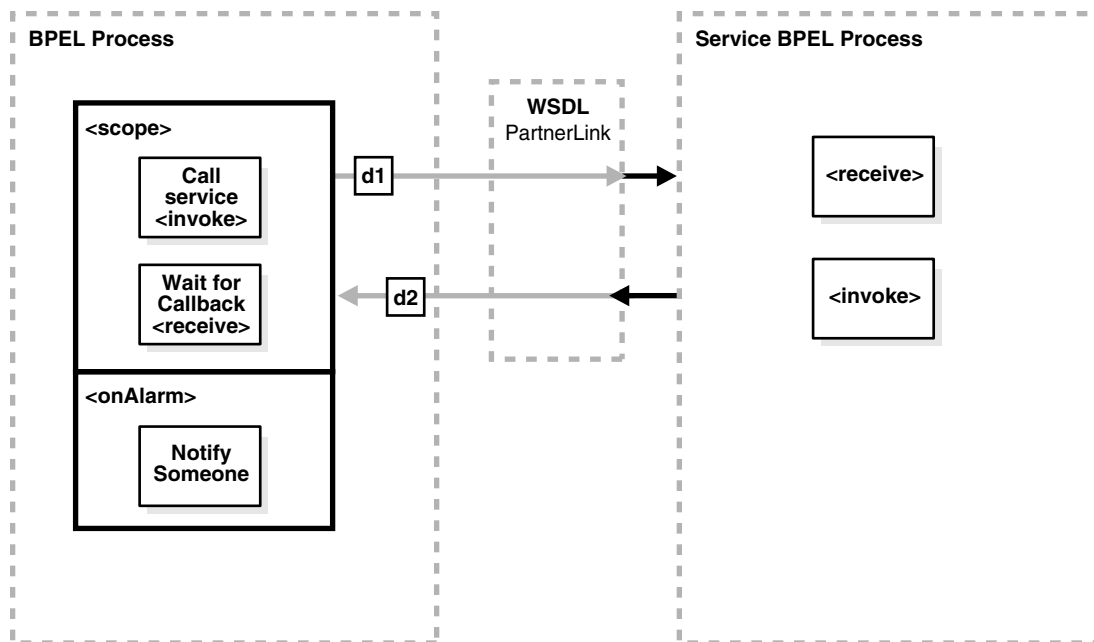 BPEL Process
Service BPEL Process
WSDL
PartnerLink
<scope>
Call
service
<invoke>
d1
<receive>
Wait for
Callback
<receive>
d2
<invoke>
<onAlarm>
Notify
Someone